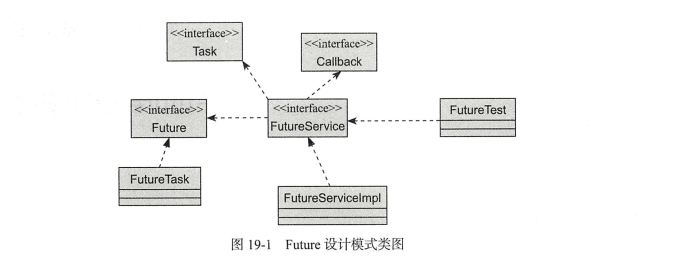 <<interface>>
Task
<<interface>>
Callback
<<interface>>
Future
<<interface>>
FutureService
FutureTest
FutureTask
FutureServiceImpl
图 19-1 Future 设计模式类图